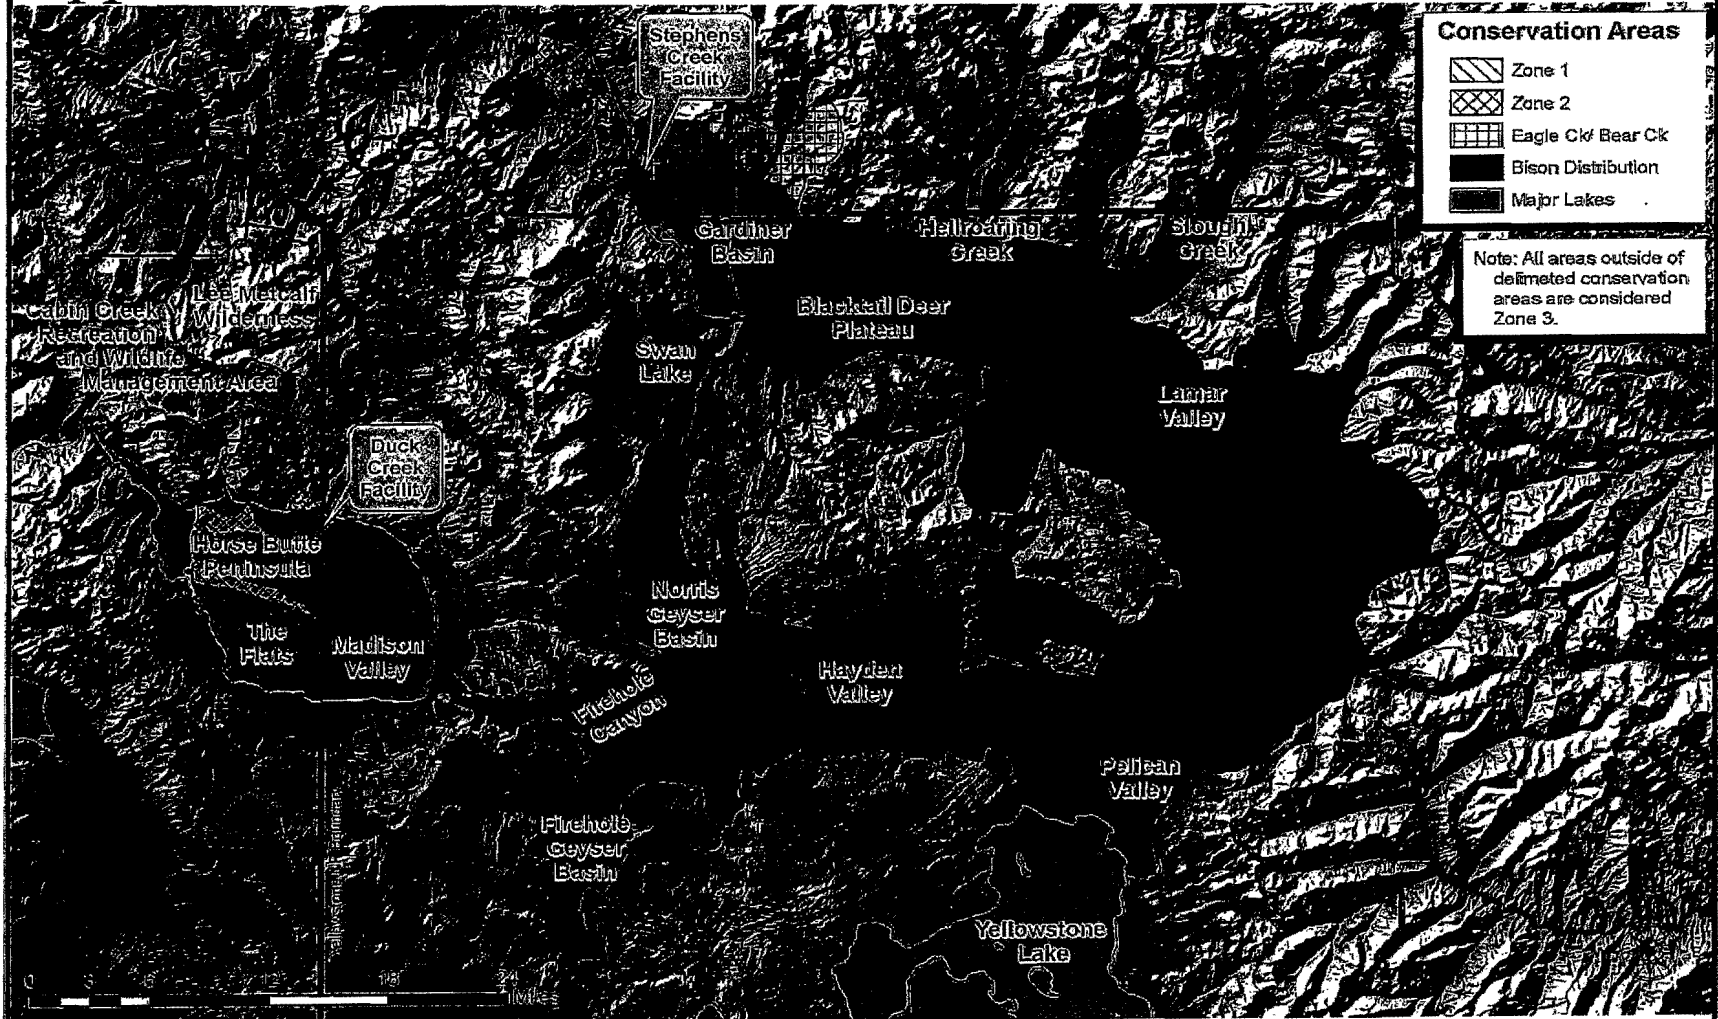 Stephens
Creek
Facility
Conservation Areas
Zone 1
Zone 2
Eagle Ck/ Bear Ck
Bison Distribution
Major Lakes
Note: All areas outside of
delimeted conservation
areas are considered
Zone 3.
Gardiner
Basin
Hellroaring
Creek
Slough
Creek
Lee Metcalf
Wilderness
Cabin Creek
Recreation
and Wildlife
Management Area
Blacktail Deer
Plateau
Swan
Lake
Lamar
Valley
Duck
Creek
Facility
Horse Butte
Peninsula
Norris
Geyser
Basin
The
Flats
Madison
Valley
Hayden
Valley
Firehole
Canyon
Pelican
Valley
Firehole
Geyser
Basin
Yellowstone
Lake
0 3
Miles